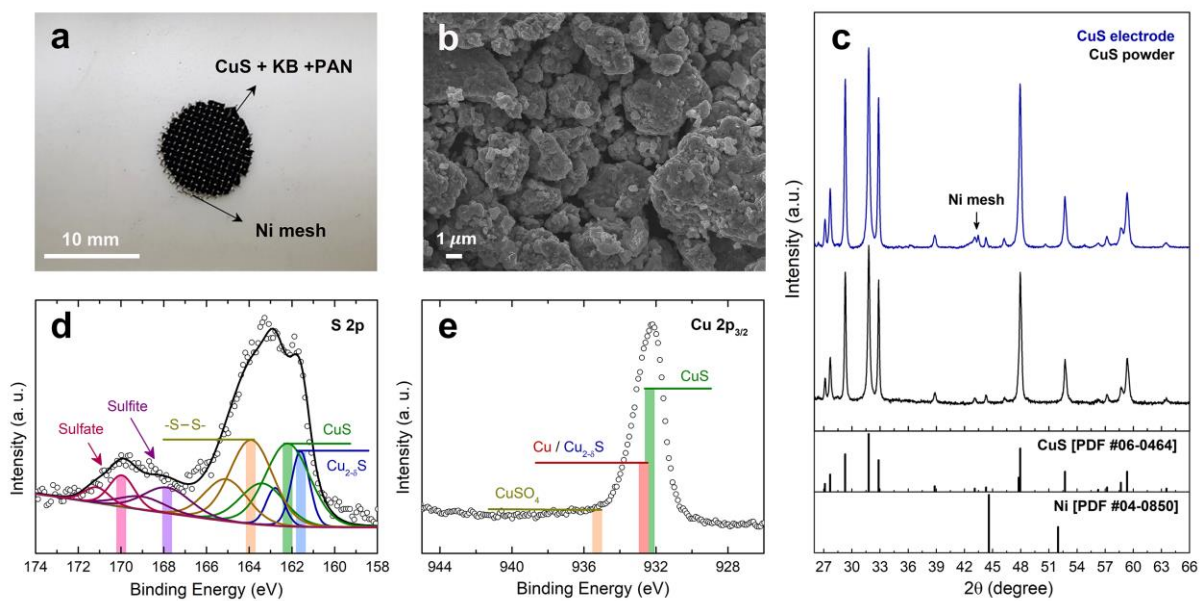 a
CuS + KB +PAN
Ni mesh
10 mm
b
1 μm
c
CuS electrode
CuS powder
Ni mesh
Intensity (a.u.)
CuS [PDF #06-0464]
Ni [PDF #04-0850]
27 30 33 36 39 42 45 48 51 54 57 60 63 66
2θ (degree)
d
S 2p
-S–S-
Sulfite
Sulfate
CuS
Cu2-δS
Intensity (a. u.)
174 172 170 168 166 164 162 160 158
Binding Energy (eV)
e
Cu 2p3/2
CuS
Cu / Cu2-δS
CuSO4
Intensity (a. u.)
944 940 936 932 928
Binding Energy (eV)